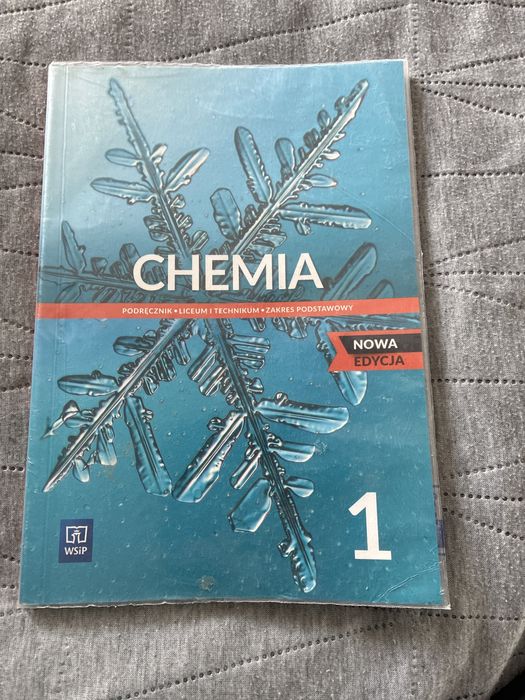 CHEMIA
PODRĘCZNIK • LICEUM I TECHNIKUM • ZAKRES PODSTAWOWY
NOWA
EDYCJA
1
WSiP